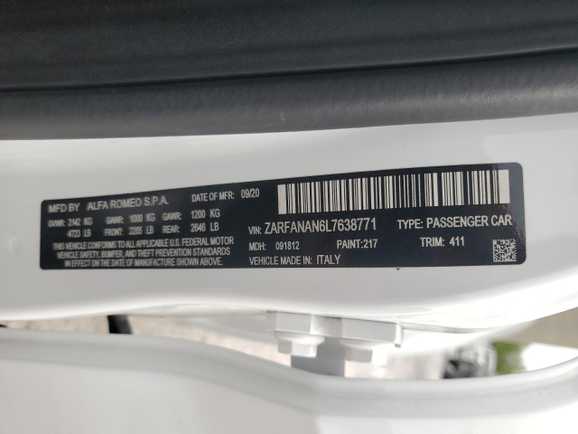 MFD BY ALFA ROMEO S.P.A. DATE OF MFR: 09/20
GVWR: 2142 KG GAWR: 1000 KG GAWR: 1200 KG
4723 LB FRONT: 2205 LB REAR: 2646 LB
THIS VEHICLE CONFORMS TO ALL APPLICABLE U.S. FEDERAL MOTOR
VEHICLE SAFETY, BUMPER, AND THEFT PREVENTION STANDARDS
IN EFFECT ON THE DATE OF MANUFACTURE SHOWN ABOVE.
VIN: ZARFANAN6L7638771 TYPE: PASSENGER CAR
MDH: 091812 PAINT: 217 TRIM: 411
VEHICLE MADE IN: ITALY